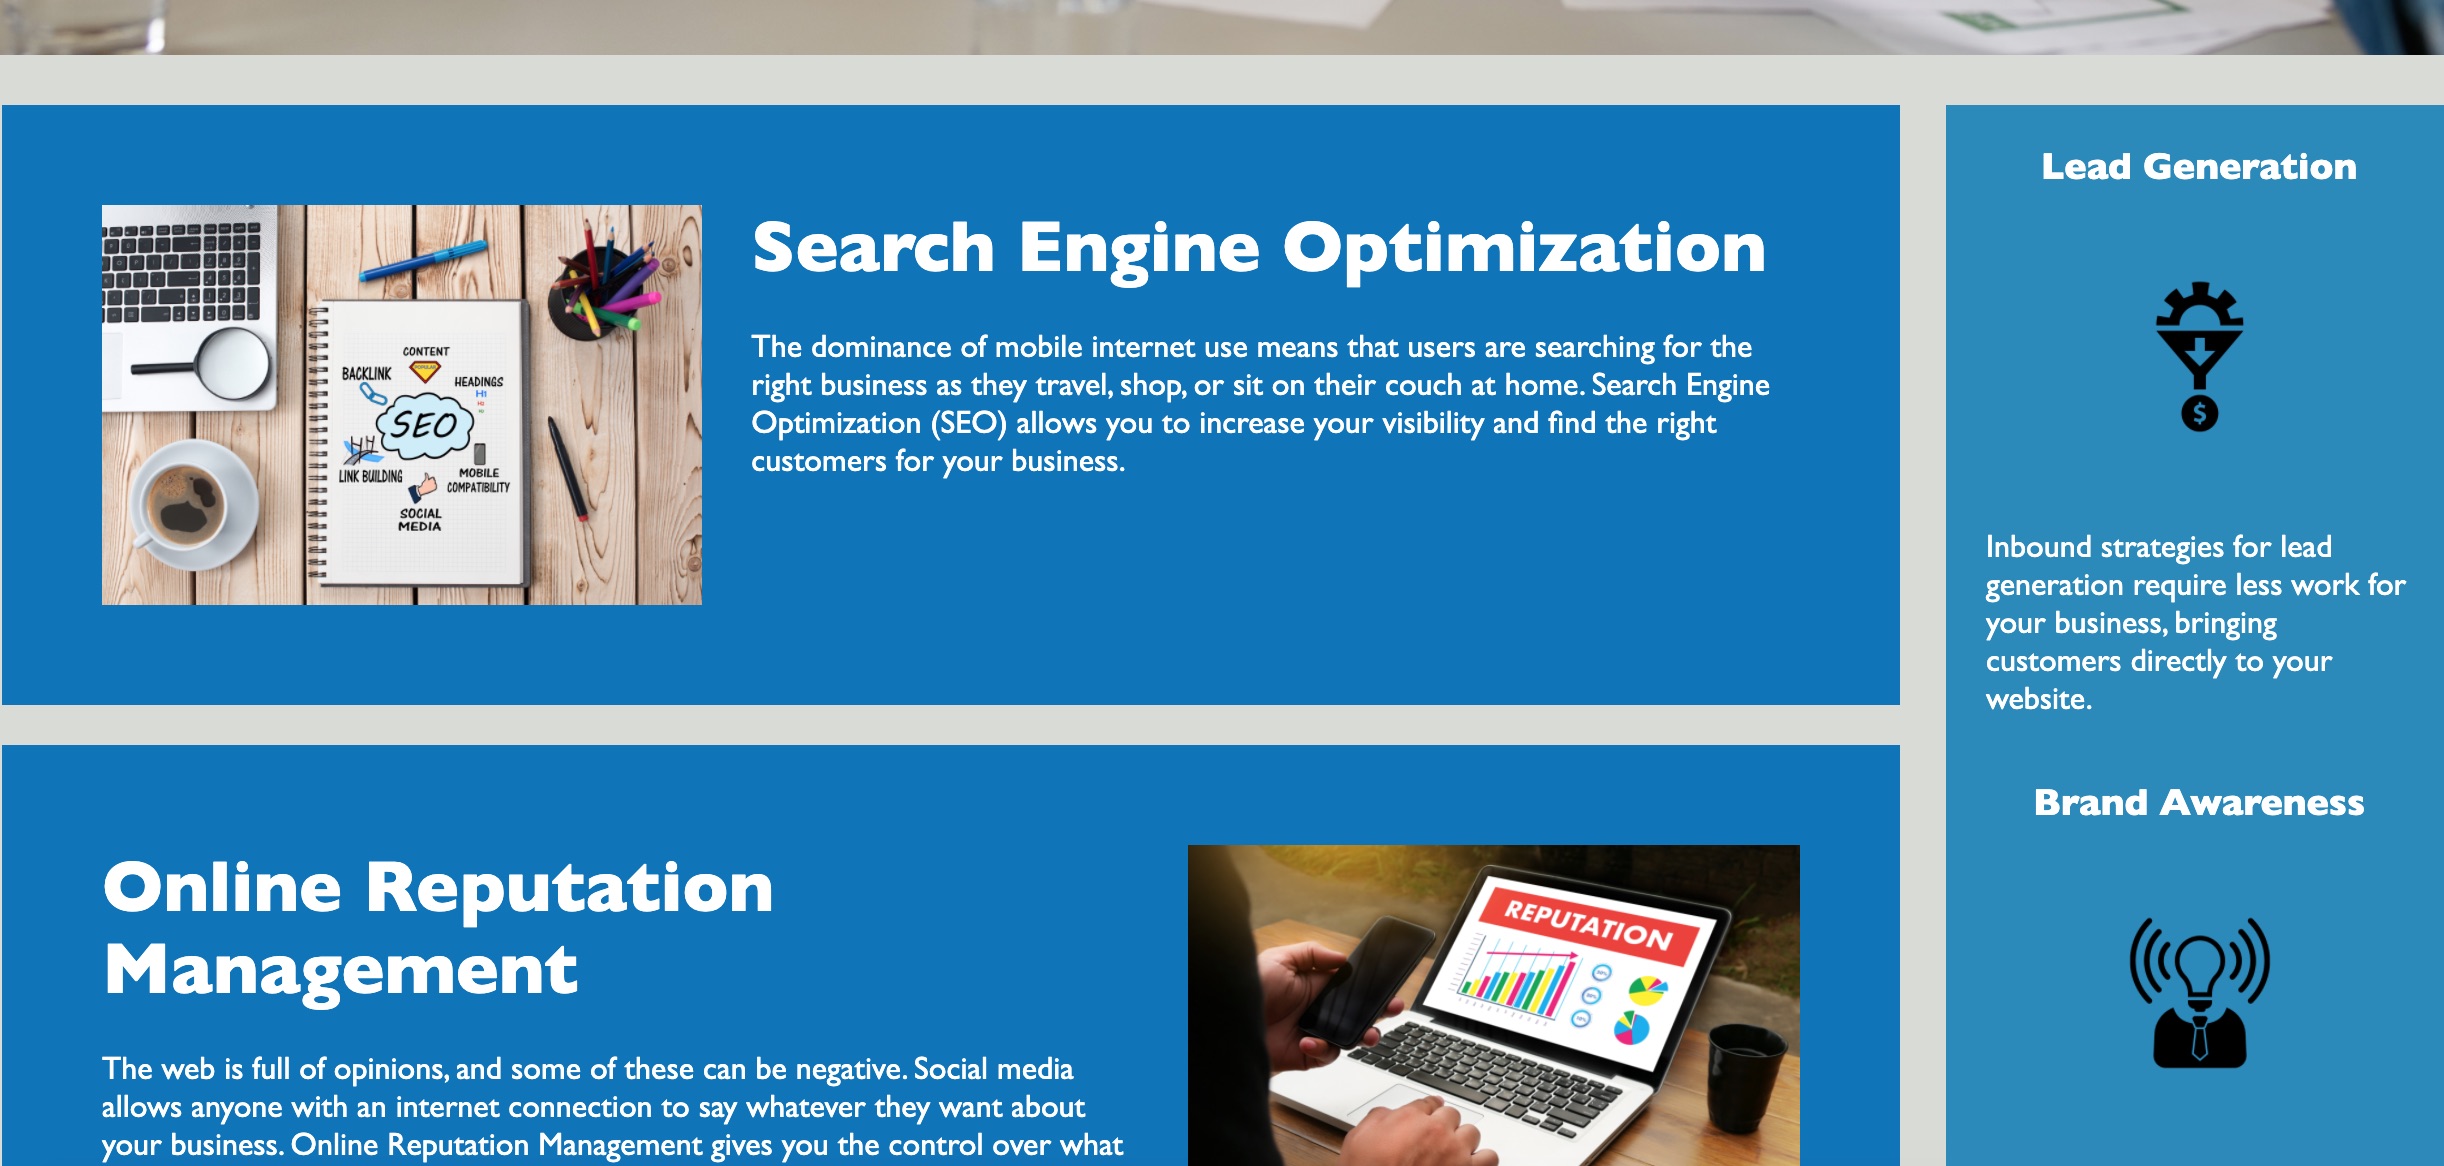 Search Engine Optimization
The dominance of mobile internet use means that users are searching for the
right business as they travel, shop, or sit on their couch at home. Search Engine
Optimization (SEO) allows you to increase your visibility and find the right
customers for your business.
CONTENT
POPULAR
BACKLINK
HEADINGS
H1
H2
H3
SEO
LINK BUILDING
MOBILE
COMPATIBILITY
SOCIAL
MEDIA
Online Reputation
Management
The web is full of opinions, and some of these can be negative. Social media
allows anyone with an internet connection to say whatever they want about
your business. Online Reputation Management gives you the control over what
REPUTATION
Lead Generation
$
Inbound strategies for lead
generation require less work for
your business, bringing
customers directly to your
website.
Brand Awareness